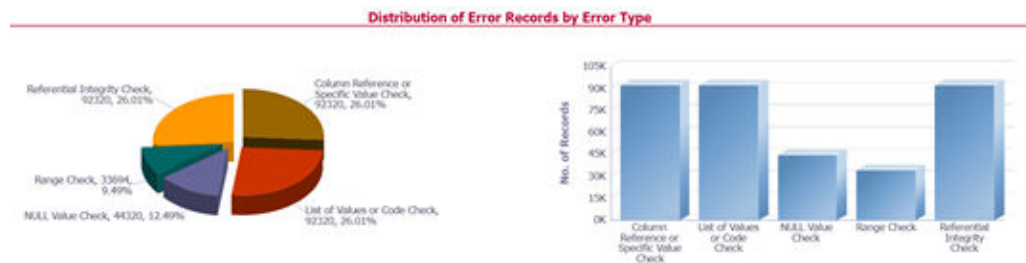 Distribution of Error Records by Error Type
Referential Integrity Check,
92320, 26.01%
Column Reference or
Specific Value Check,
92320, 26.01%
Range Check, 33694,
9.49%
NULL Value Check, 44320, 12.49%
List of Values or Code Check,
92320, 26.01%
No. of Records
105K
90K
75K
60K
45K
30K
15K
0K
Column
Reference or
Specific Value
Check
List of Values
or Code
Check
NULL Value
Check
Range Check
Referential
Integrity
Check